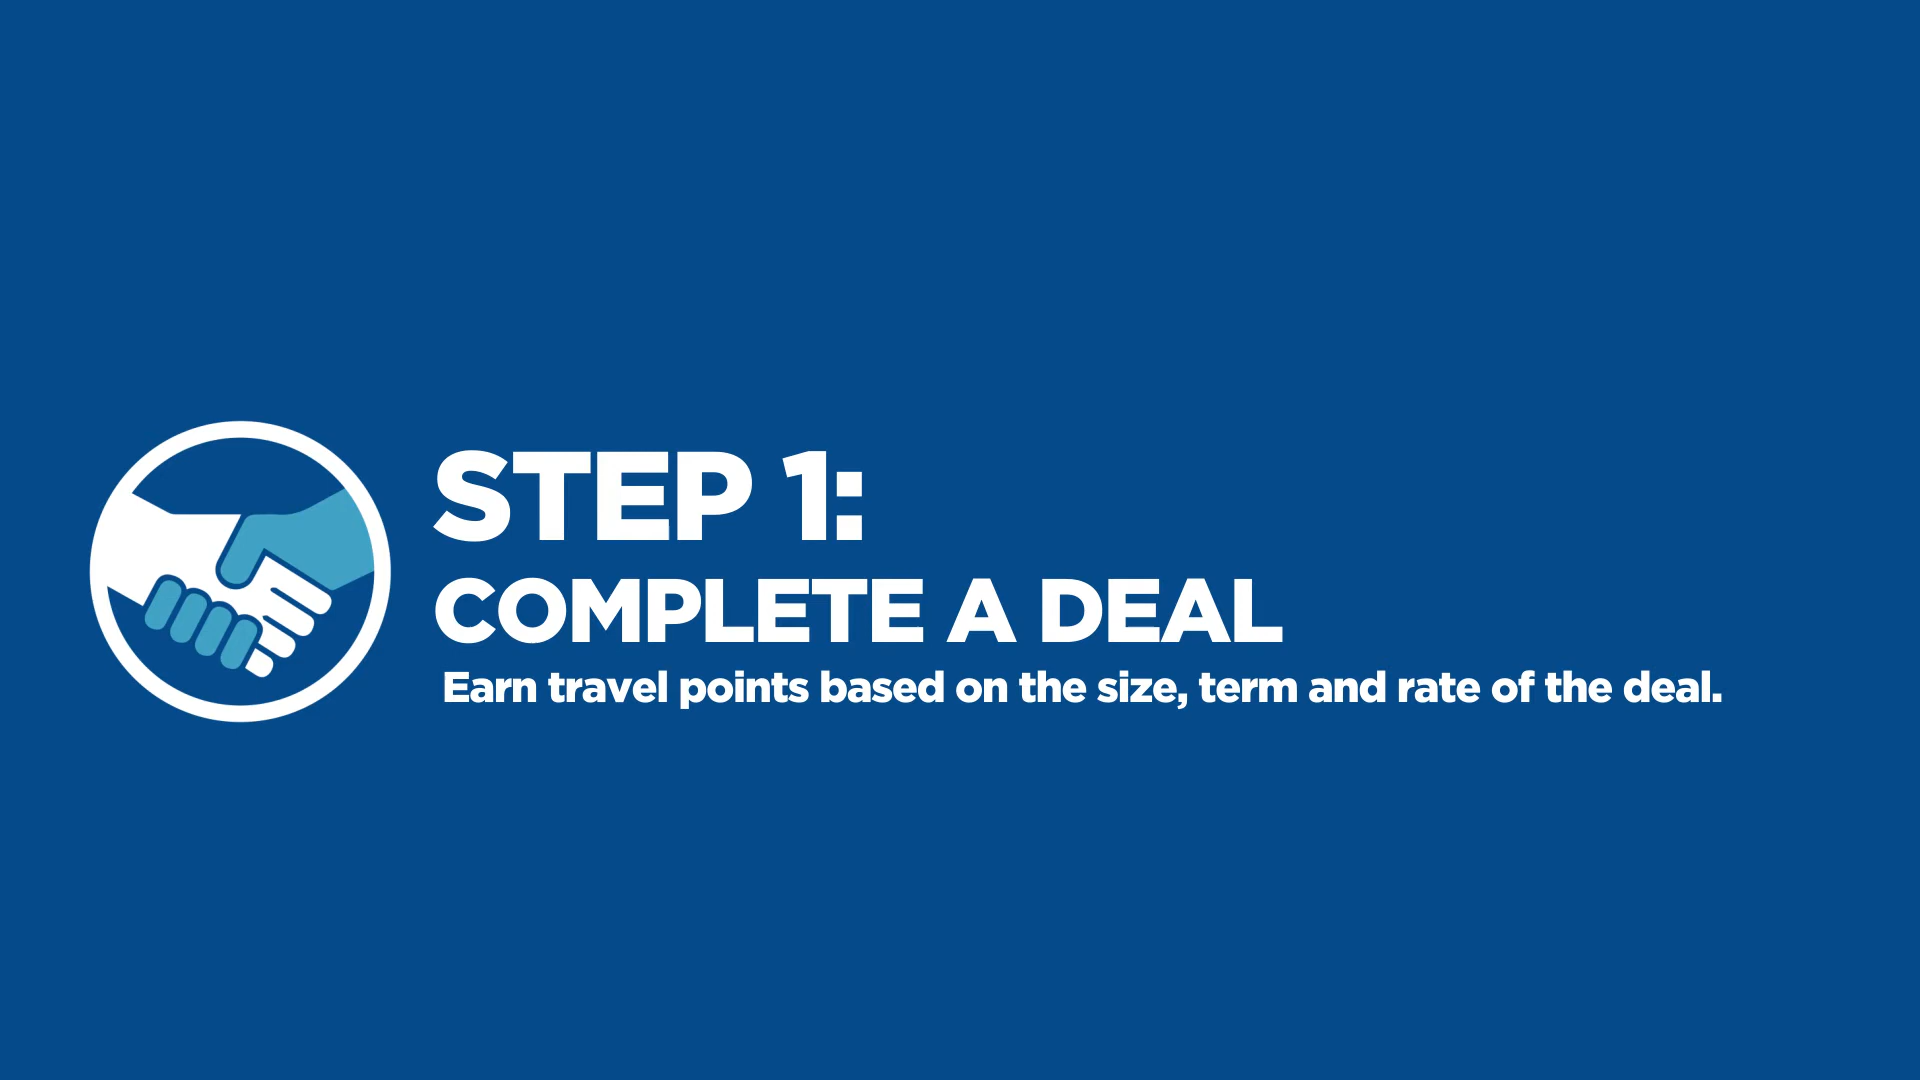 STEP 1:
COMPLETE A DEAL
Earn travel points based on the size, term and rate of the deal.